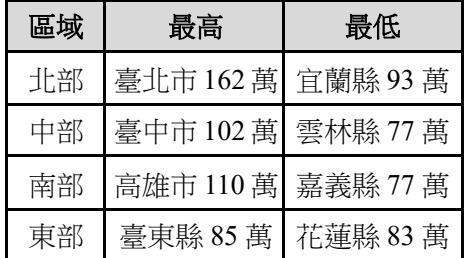 區域 最高 最低
北部 臺北市 162 萬 宜蘭縣 93 萬
中部 臺中市 102 萬 雲林縣 77 萬
南部 高雄市 110 萬 嘉義縣 77 萬
東部 臺東縣 85 萬 花蓮縣 83 萬